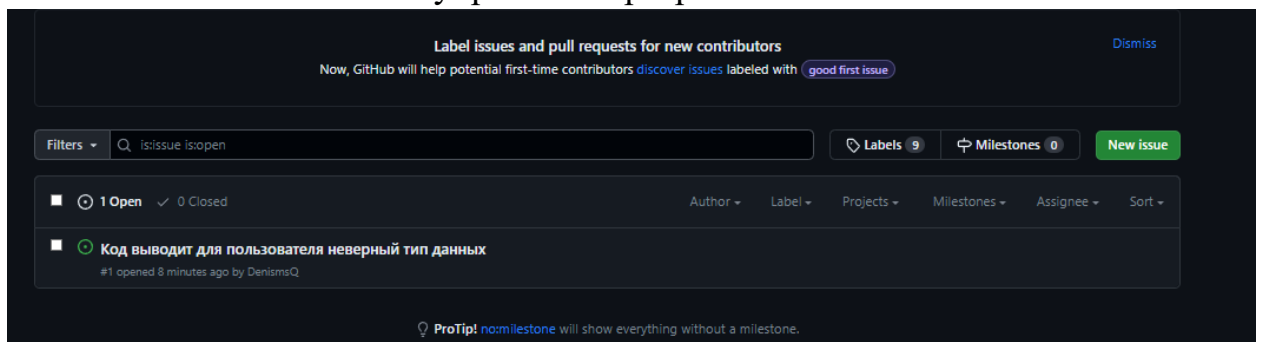 Label issues and pull requests for new contributors
Dismiss
Now, GitHub will help potential first-time contributors discover issues labeled with good first issue
Filters
is:issue is:open
Labels 9
Milestones 0
New issue
1 Open 0 Closed
Author Label Projects Milestones Assignee Sort
Код выводит для пользователя неверный тип данных
#1 opened 8 minutes ago by DenismsQ
ProTip! no:milestone will show everything without a milestone.